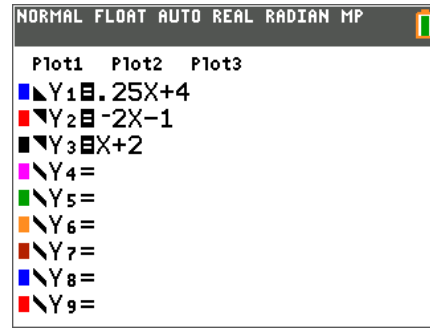 NORMAL FLOAT AUTO REAL RADIAN MP
Plot1 Plot2 Plot3
Y₁=.25X+4
Y₂=⁻2X−1
Y₃=X+2
Y₄=
Y₅=
Y₆=
Y₇=
Y₈=
Y₉=